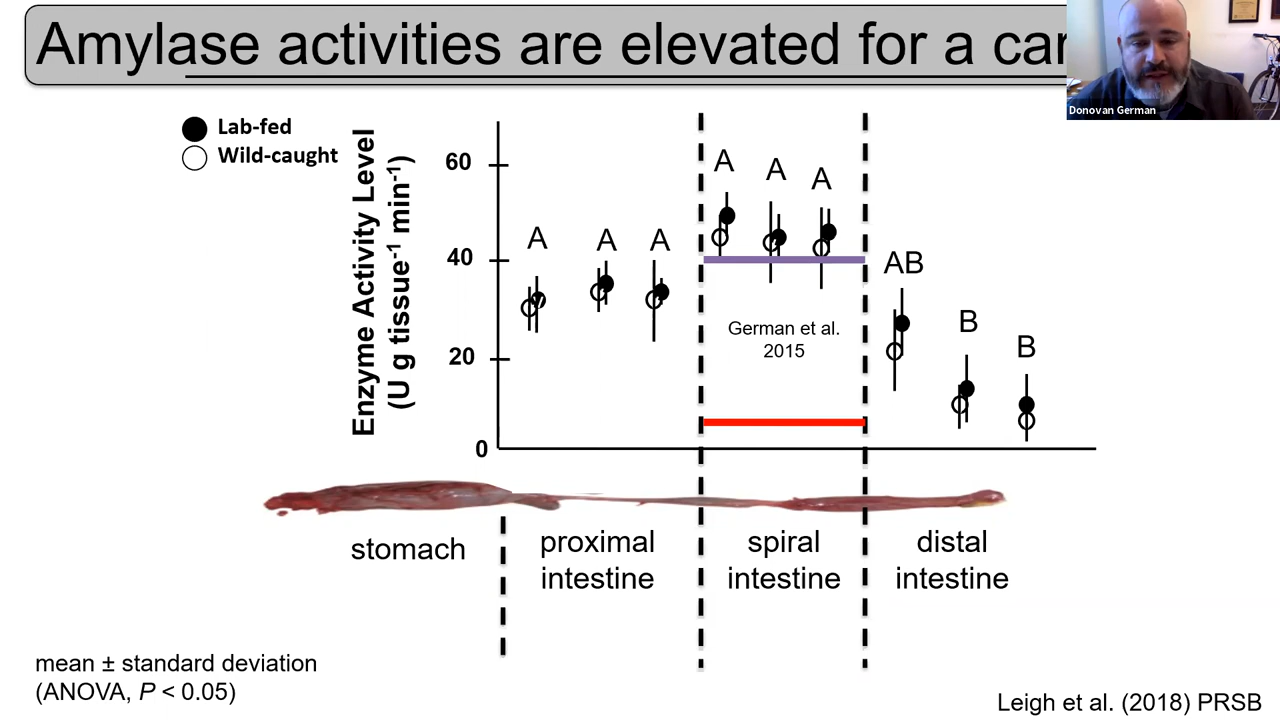 Amylase activities are elevated for a car
Donovan German
Lab-fed
Wild-caught
Enzyme Activity Level
(U g tissue⁻¹ min⁻¹)
60
40
20
0
A
A
A
A
A
A
AB
B
B
German et al.
2015
stomach
proximal
intestine
spiral
intestine
distal
intestine
mean ± standard deviation
(ANOVA, P < 0.05)
Leigh et al. (2018) PRSB